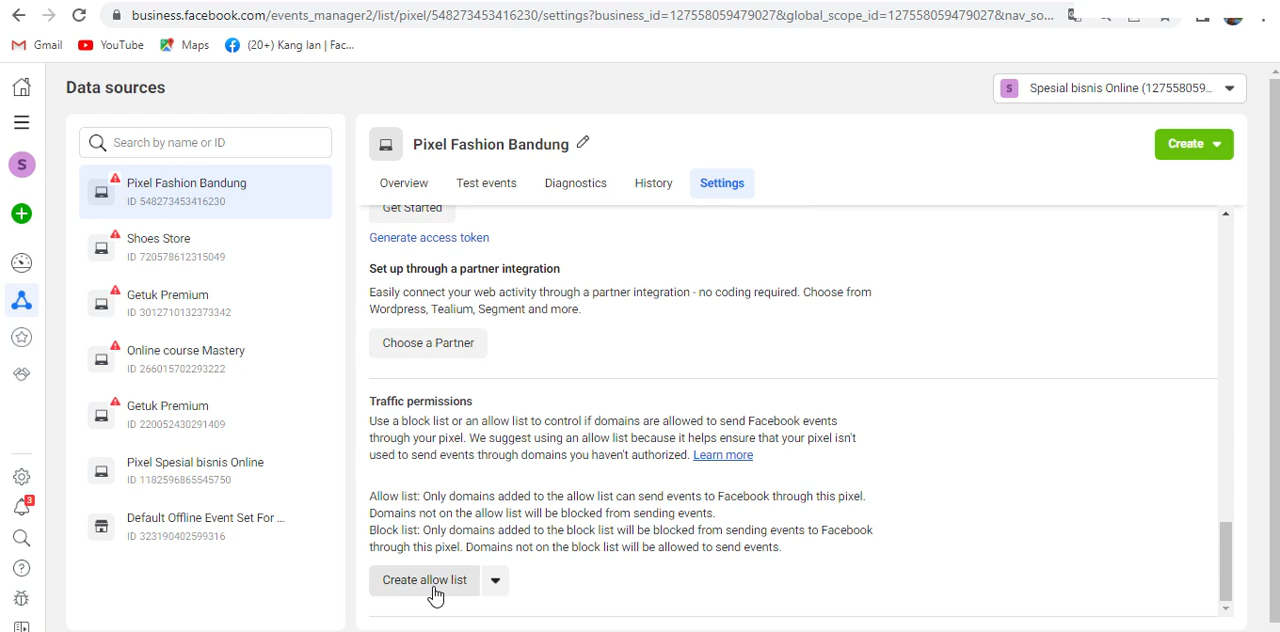 business.facebook.com/events_manager2/list/pixel/548273453416230/settings?business_id=127558059479027&global_scope_id=127558059479027&nav_so...
Gmail
YouTube
Maps
(20+) Kang Ian | Fac...
Data sources
S
Spesial bisnis Online (127558059...
Search by name or ID
S
Pixel Fashion Bandung
ID 548273453416230
Shoes Store
ID 720578612315049
Getuk Premium
ID 3012710132373342
Online course Mastery
ID 266015702293222
Getuk Premium
ID 220052430291409
Pixel Spesial bisnis Online
ID 1182596865545750
Default Offline Event Set For ...
ID 323190402599316
3
Pixel Fashion Bandung
Create
Overview
Test events
Diagnostics
History
Settings
Get Started
Generate access token
Set up through a partner integration
Easily connect your web activity through a partner integration - no coding required. Choose from
Wordpress, Tealium, Segment and more.
Choose a Partner
Traffic permissions
Use a block list or an allow list to control if domains are allowed to send Facebook events
through your pixel. We suggest using an allow list because it helps ensure that your pixel isn't
used to send events through domains you haven't authorized. Learn more
Allow list: Only domains added to the allow list can send events to Facebook through this pixel.
Domains not on the allow list will be blocked from sending events.
Block list: Only domains added to the block list will be blocked from sending events to Facebook
through this pixel. Domains not on the block list will be allowed to send events.
Create allow list